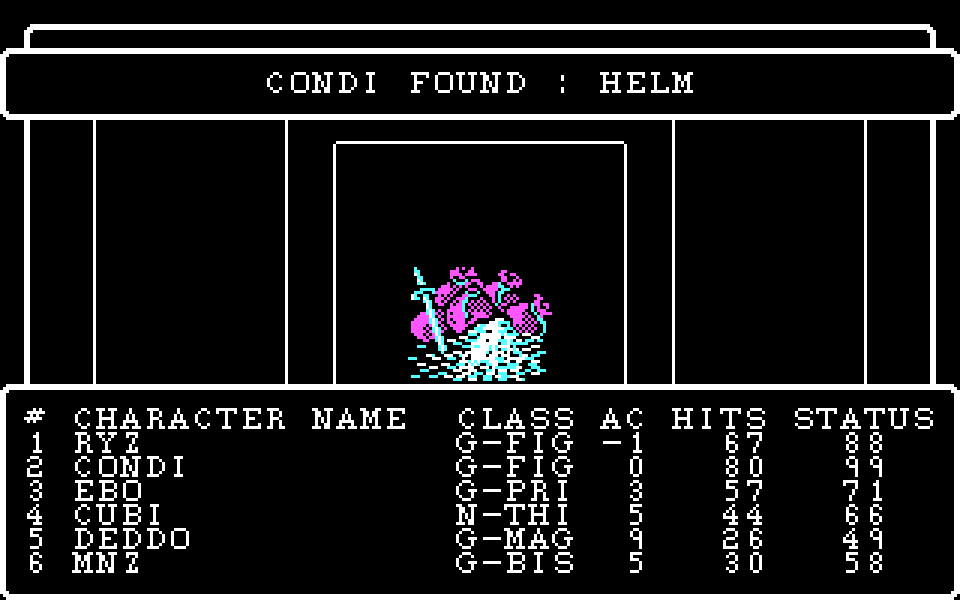 CONDI FOUND : HELM
# CHARACTER NAME CLASS AC HITS STATUS
1 RYZ G-FIG -1 67 88
2 CONDI G-FIG 0 80 99
3 EBO G-PRI 3 57 71
4 CUBI N-THI 5 44 66
5 DEDDO G-MAG 9 26 49
6 MNZ G-BIS 5 30 58